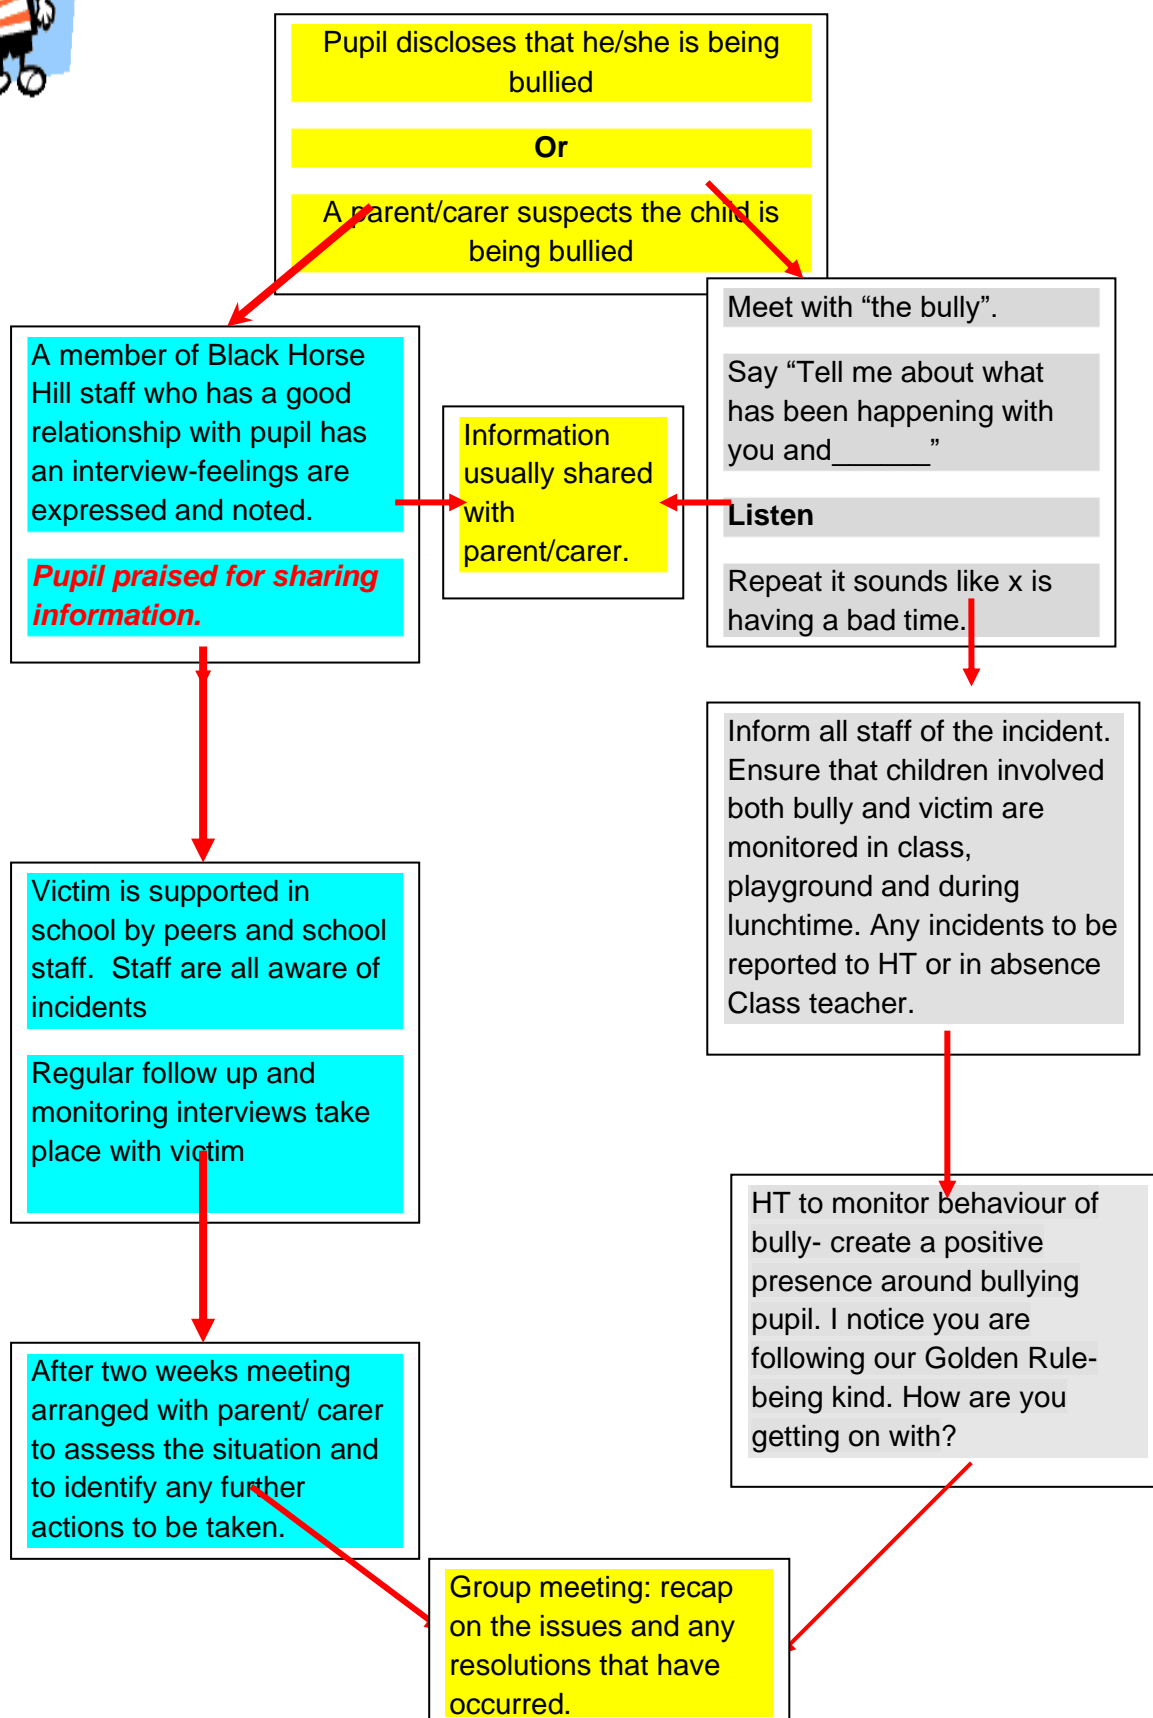 Pupil discloses that he/she is being
bullied
Or
A parent/carer suspects the child is
being bullied
A member of Black Horse
Hill staff who has a good
relationship with pupil has
an interview-feelings are
expressed and noted.
Pupil praised for sharing
information.
Information
usually shared
with
parent/carer.
Meet with “the bully”.
Say “Tell me about what
has been happening with
you and______”
Listen
Repeat it sounds like x is
having a bad time.
Inform all staff of the incident.
Ensure that children involved
both bully and victim are
monitored in class,
playground and during
lunchtime. Any incidents to be
reported to HT or in absence
Class teacher.
Victim is supported in
school by peers and school
staff.  Staff are all aware of
incidents
Regular follow up and
monitoring interviews take
place with victim
HT to monitor behaviour of
bully- create a positive
presence around bullying
pupil. I notice you are
following our Golden Rule-
being kind. How are you
getting on with?
After two weeks meeting
arranged with parent/ carer
to assess the situation and
to identify any further
actions to be taken.
Group meeting: recap
on the issues and any
resolutions that have
occurred.